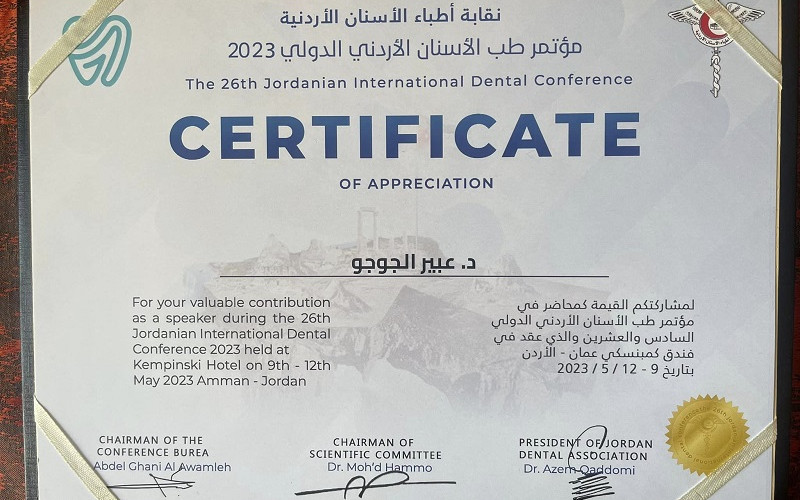 نقابة أطباء الأسنان الأردنية
مؤتمر طب الأسنان الأردني الدولي 2023
The 26th Jordanian International Dental Conference
CERTIFICATE
OF APPRECIATION
د. عبير الجوجو
For your valuable contribution
as a speaker during the 26th
Jordanian International Dental
Conference 2023 held at
Kempinski Hotel on 9th - 12th
May 2023 Amman - Jordan
لمشاركتكم القيمة كمحاضر في
مؤتمر طب الأسنان الأردني الدولي
السادس والعشرين والذي عقد في
فندق كمبنسكي عمان - الأردن
بتاريخ 9 - 12 / 5 / 2023
CHAIRMAN OF THE
CONFERENCE BUREA
Abdel Ghani Al Awamleh
CHAIRMAN OF
SCIENTIFIC COMMITTEE
Dr. Moh'd Hammo
PRESIDENT OF JORDAN
DENTAL ASSOCIATION
Dr. Azem Qaddomi